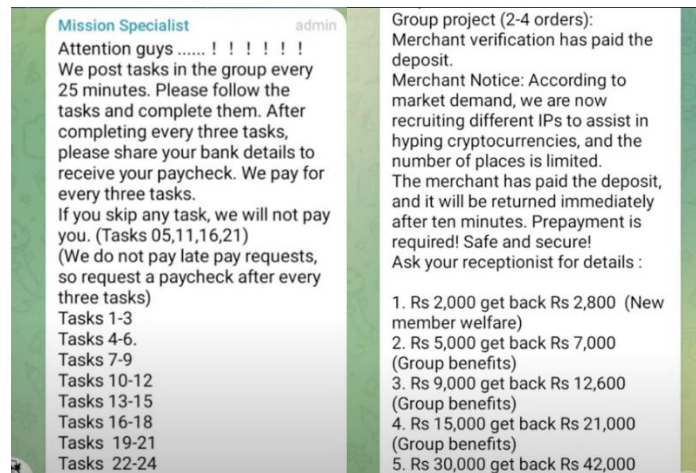 Mission Specialist
admin
Attention guys ...... ! ! ! ! ! !
We post tasks in the group every
25 minutes. Please follow the
tasks and complete them. After
completing every three tasks,
please share your bank details to
receive your paycheck. We pay for
every three tasks.
If you skip any task, we will not pay
you. (Tasks 05,11,16,21)
(We do not pay late pay requests,
so request a paycheck after every
three tasks)
Tasks 1-3
Tasks 4-6.
Tasks 7-9
Tasks 10-12
Tasks 13-15
Tasks 16-18
Tasks 19-21
Tasks 22-24
Group project (2-4 orders):
Merchant verification has paid the
deposit.
Merchant Notice: According to
market demand, we are now
recruiting different IPs to assist in
hyping cryptocurrencies, and the
number of places is limited.
The merchant has paid the deposit,
and it will be returned immediately
after ten minutes. Prepayment is
required! Safe and secure!
Ask your receptionist for details :
1. Rs 2,000 get back Rs 2,800 (New
member welfare)
2. Rs 5,000 get back Rs 7,000
(Group benefits)
3. Rs 9,000 get back Rs 12,600
(Group benefits)
4. Rs 15,000 get back Rs 21,000
(Group benefits)
5. Rs 30,000 get back Rs 42,000